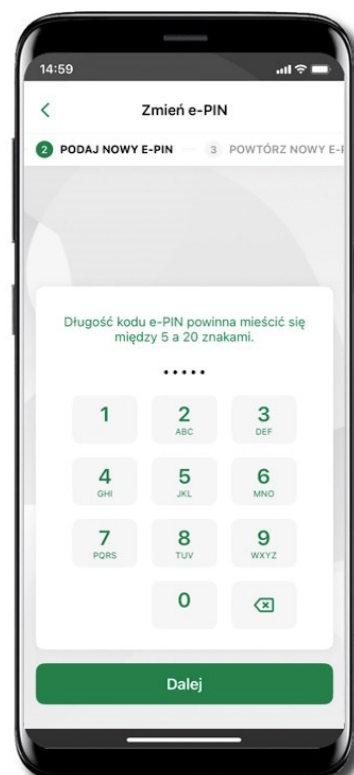 14:59
Zmień e-PIN
2 PODAJ NOWY E-PIN 3 POWTÓRZ NOWY
Długość kodu e-PIN powinna mieścić się
między 5 a 20 znakami.
•••••
1 2 3
ABC DEF
4 5 6
GHI JKL MNO
7 8 9
PQRS TUV WXYZ
0
Dalej